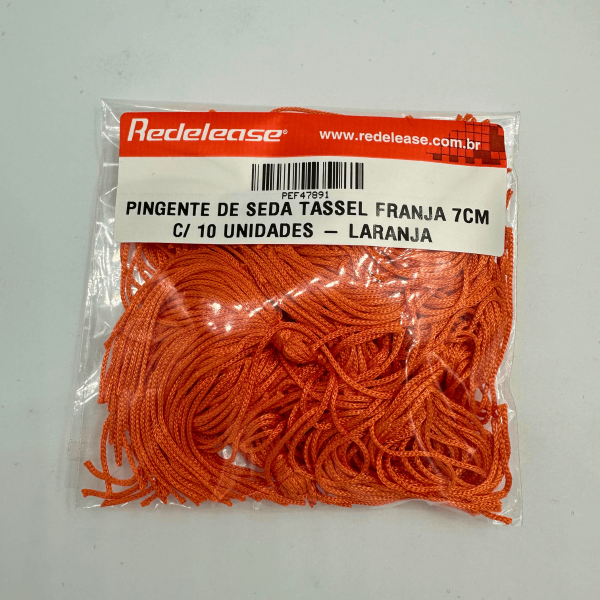 Redelease®
www.redelease.com.br
PEF47891
PINGENTE DE SEDA TASSEL FRANJA 7CM
C/ 10 UNIDADES – LARANJA